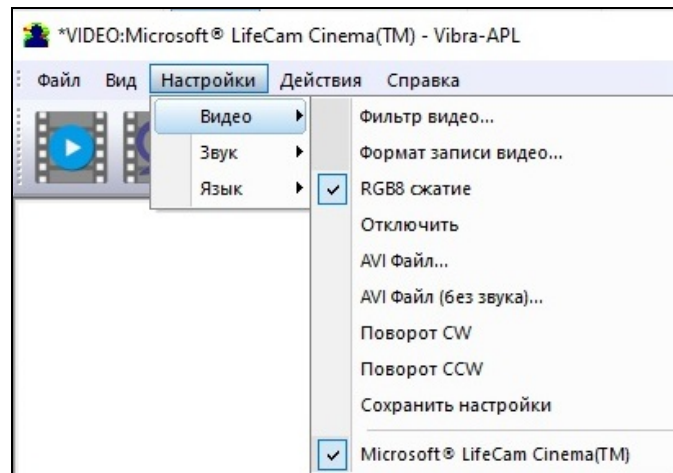 *VIDEO:Microsoft® LifeCam Cinema(TM) - Vibra-APL
Файл Вид Настройки Действия Справка
Видео
Звук
Язык
Фильтр видео...
Формат записи видео...
RGB8 сжатие
Отключить
AVI Файл...
AVI Файл (без звука)...
Поворот CW
Поворот CCW
Сохранить настройки
Microsoft® LifeCam Cinema(TM)